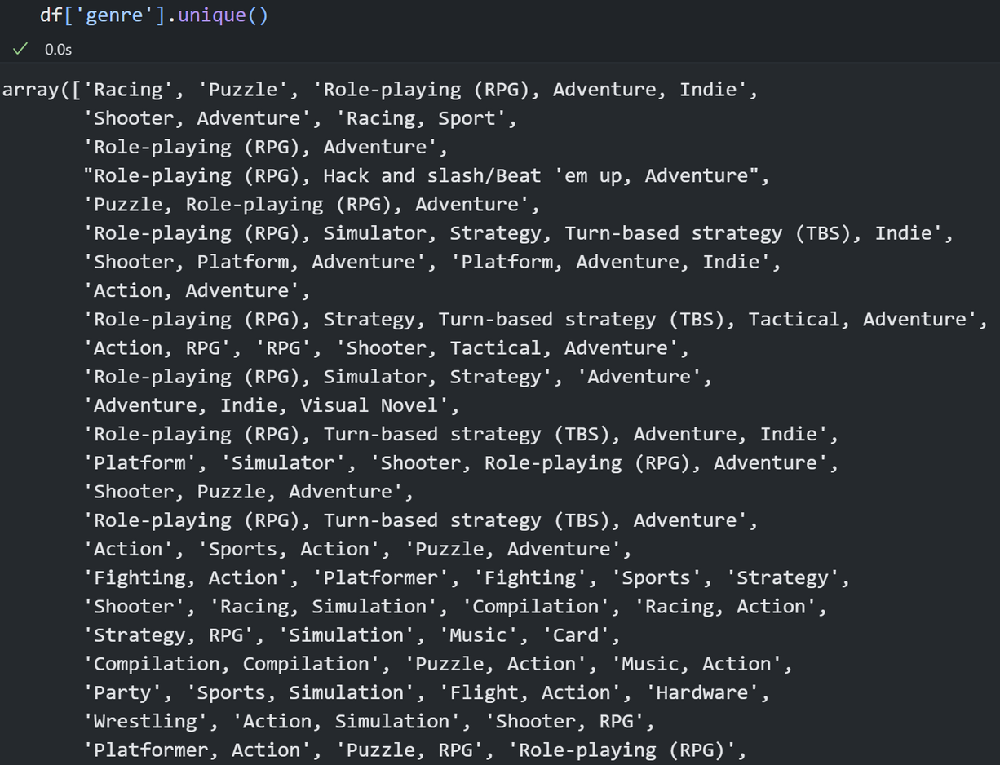 df['genre'].unique()
✓ 0.0s
array(['Racing', 'Puzzle', 'Role-playing (RPG), Adventure, Indie',
'Shooter, Adventure', 'Racing, Sport',
'Role-playing (RPG), Adventure',
"Role-playing (RPG), Hack and slash/Beat 'em up, Adventure",
'Puzzle, Role-playing (RPG), Adventure',
'Role-playing (RPG), Simulator, Strategy, Turn-based strategy (TBS), Indie',
'Shooter, Platform, Adventure', 'Platform, Adventure, Indie',
'Action, Adventure',
'Role-playing (RPG), Strategy, Turn-based strategy (TBS), Tactical, Adventure',
'Action, RPG', 'RPG', 'Shooter, Tactical, Adventure',
'Role-playing (RPG), Simulator, Strategy', 'Adventure',
'Adventure, Indie, Visual Novel',
'Role-playing (RPG), Turn-based strategy (TBS), Adventure, Indie',
'Platform', 'Simulator', 'Shooter, Role-playing (RPG), Adventure',
'Shooter, Puzzle, Adventure',
'Role-playing (RPG), Turn-based strategy (TBS), Adventure',
'Action', 'Sports, Action', 'Puzzle, Adventure',
'Fighting, Action', 'Platformer', 'Fighting', 'Sports', 'Strategy',
'Shooter', 'Racing, Simulation', 'Compilation', 'Racing, Action',
'Strategy, RPG', 'Simulation', 'Music', 'Card',
'Compilation, Compilation', 'Puzzle, Action', 'Music, Action',
'Party', 'Sports, Simulation', 'Flight, Action', 'Hardware',
'Wrestling', 'Action, Simulation', 'Shooter, RPG',
'Platformer, Action', 'Puzzle, RPG', 'Role-playing (RPG)',